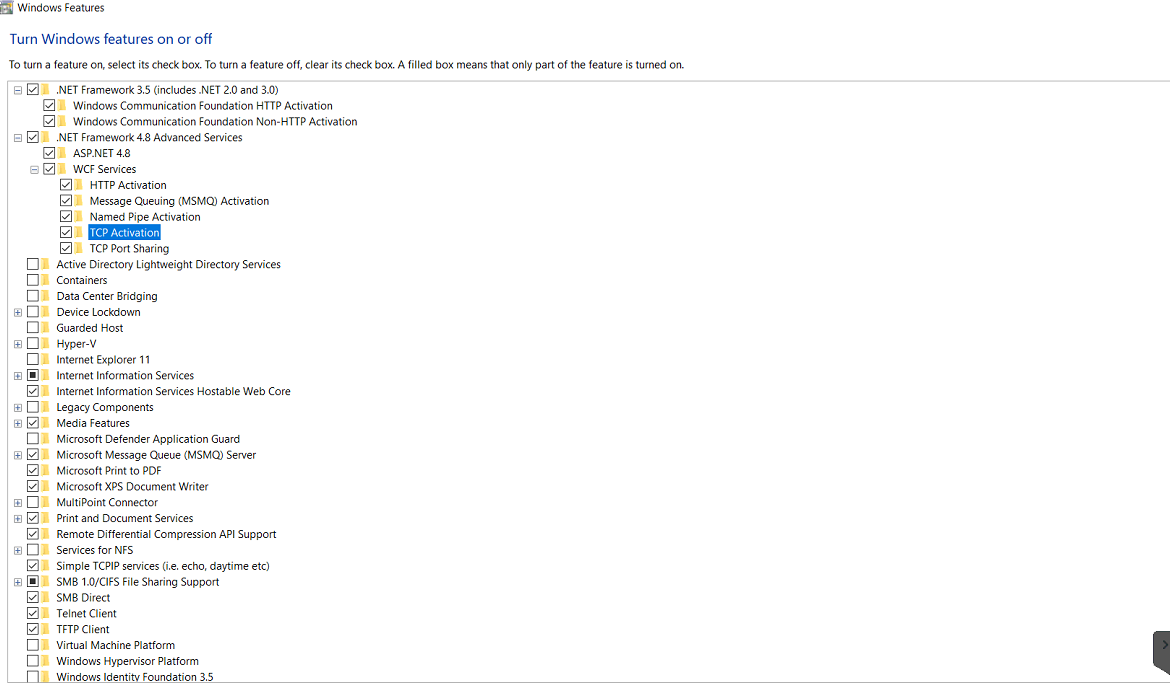 Windows Features
Turn Windows features on or off
To turn a feature on, select its check box. To turn a feature off, clear its check box. A filled box means that only part of the feature is turned on.
.NET Framework 3.5 (includes .NET 2.0 and 3.0)
Windows Communication Foundation HTTP Activation
Windows Communication Foundation Non-HTTP Activation
.NET Framework 4.8 Advanced Services
ASP.NET 4.8
WCF Services
HTTP Activation
Message Queuing (MSMQ) Activation
Named Pipe Activation
TCP Activation
TCP Port Sharing
Active Directory Lightweight Directory Services
Containers
Data Center Bridging
Device Lockdown
Guarded Host
Hyper-V
Internet Explorer 11
Internet Information Services
Internet Information Services Hostable Web Core
Legacy Components
Media Features
Microsoft Defender Application Guard
Microsoft Message Queue (MSMQ) Server
Microsoft Print to PDF
Microsoft XPS Document Writer
MultiPoint Connector
Print and Document Services
Remote Differential Compression API Support
Services for NFS
Simple TCPIP services (i.e. echo, daytime etc)
SMB 1.0/CIFS File Sharing Support
SMB Direct
Telnet Client
TFTP Client
Virtual Machine Platform
Windows Hypervisor Platform
Windows Identity Foundation 3.5